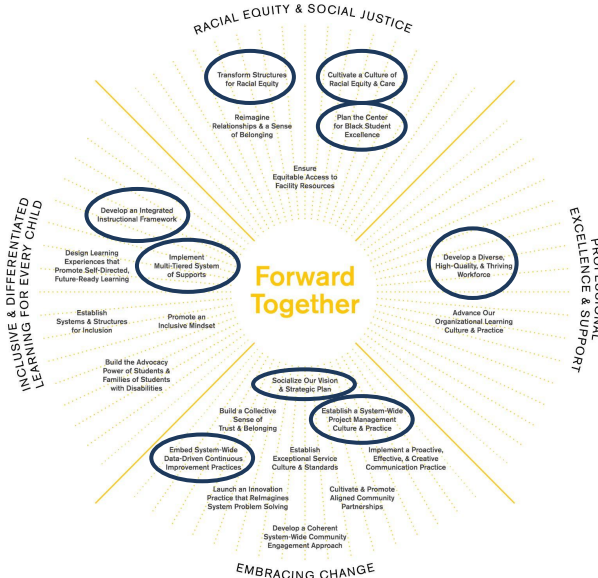 RACIAL EQUITY & SOCIAL JUSTICE
Transform Structures
for Racial Equity
Cultivate a Culture of
Racial Equity & Care
Reimagine
Relationships & a Sense
of Belonging
Plan the Center
for Black Student
Excellence
Ensure
Equitable Access to
Facility Resources
INCLUSIVE & DIFFERENTIATED
LEARNING FOR EVERY CHILD
Develop an Integrated
Instructional Framework
Design Learning
Experiences that
Promote Self-Directed,
Future-Ready Learning
Implement
Multi-Tiered System
of Supports
Establish
Systems & Structures
for Inclusion
Promote an
Inclusive Mindset
Build the Advocacy
Power of Students &
Families of Students
with Disabilities
Forward
Together
PROFESSIONAL
EXCELLENCE & SUPPORT
Develop a Diverse,
High-Quality, & Thriving
Workforce
Advance Our
Organizational Learning
Culture & Practice
Socialize Our Vision
& Strategic Plan
Build a Collective
Sense of
Trust & Belonging
Establish a System-Wide
Project Management
Culture & Practice
Embed System-Wide
Data-Driven Continuous
Improvement Practices
Establish
Exceptional Service
Culture & Standards
Implement a Proactive,
Effective, & Creative
Communication Practice
Launch an Innovation
Practice that ReImagines
System Problem Solving
Cultivate & Promote
Aligned Community
Partnerships
Develop a Coherent
System-Wide Community
Engagement Approach
EMBRACING CHANGE